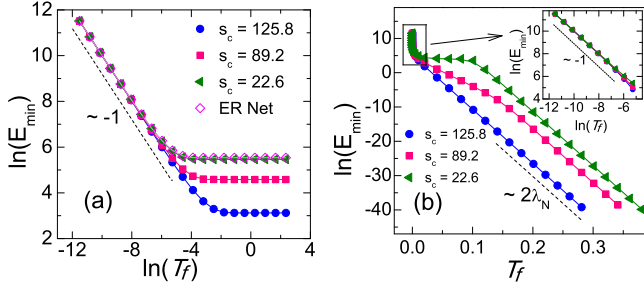 12
10
8
6
4
2
ln(E_min)
s_c = 125.8
s_c = 89.2
s_c = 22.6
ER Net
~ -1
(a)
-12 -8 -4 0 4
ln(T_f)
20
10
0
-10
-20
-30
-40
ln(E_min)
s_c = 125.8
s_c = 89.2
s_c = 22.6
~ 2λ_N
(b)
0.0 0.1 0.2 0.3
T_f
10
8
6
4
ln(E_min)
~ -1
-12 -10 -8 -6
ln(T_f)